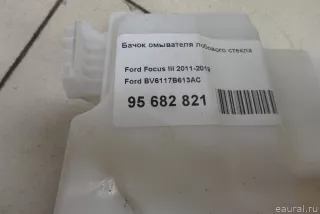 Бачок омывателя лобового стекла
Ford Focus III 2011-2019
Ford BV6117B613AC
95 682 821
© eaural.ru